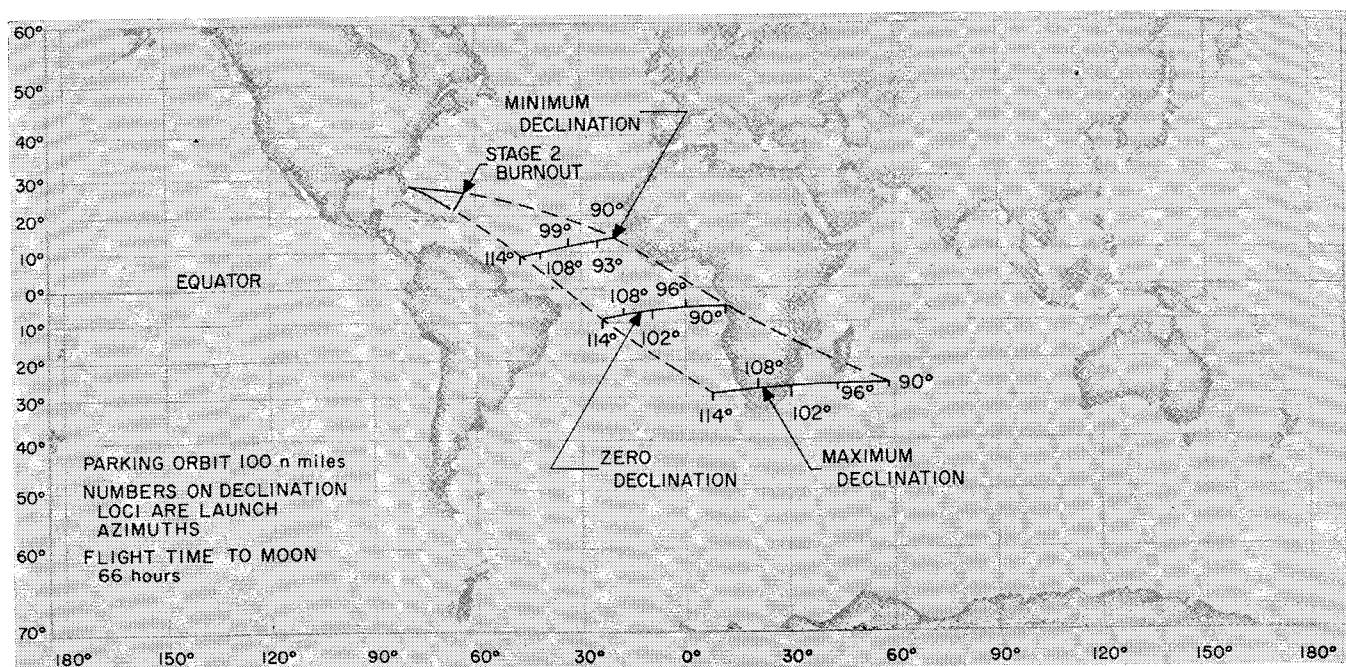 60°
50°
40°
30°
20°
10°
0°
10°
20°
30°
40°
50°
60°
70°
MINIMUM
DECLINATION
STAGE 2
BURNOUT
90°
99°
114°
108°
93°
EQUATOR
108°
96°
90°
114°
102°
108°
90°
96°
114°
102°
ZERO
DECLINATION
MAXIMUM
DECLINATION
PARKING ORBIT 100 n miles
NUMBERS ON DECLINATION
LOCI ARE LAUNCH
AZIMUTHS
FLIGHT TIME TO MOON
66 hours
180° 150° 120° 90° 60° 30° 0° 30° 60° 90° 120° 150° 180°